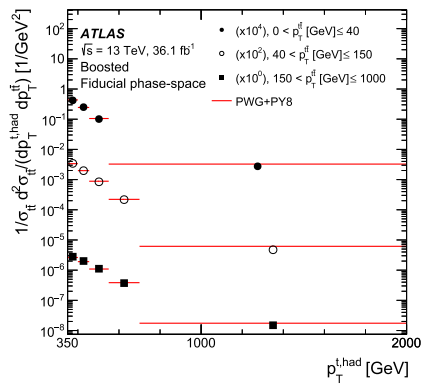 ATLAS
√s = 13 TeV, 36.1 fb⁻¹
Boosted
Fiducial phase-space
(x10⁴), 0 < p_T^{tt̄} [GeV] ≤ 40
(x10²), 40 < p_T^{tt̄} [GeV] ≤ 150
(x10⁰), 150 < p_T^{tt̄} [GeV] ≤ 1000
PWG+PY8
1/σ_{tt̄} d²σ_{tt̄}/(dp_T^{t,had} dp_T^{tt̄}) [1/GeV²]
10²
10
1
10⁻¹
10⁻²
10⁻³
10⁻⁴
10⁻⁵
10⁻⁶
10⁻⁷
10⁻⁸
350 1000 2000
p_T^{t,had} [GeV]